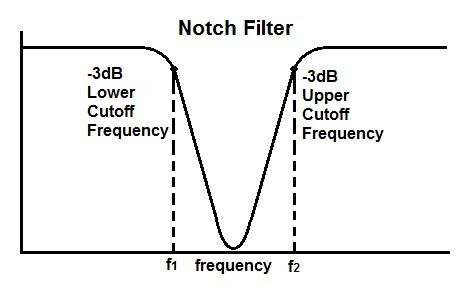 Notch Filter
-3dB
Lower
Cutoff
Frequency
-3dB
Upper
Cutoff
Frequency
f1 frequency f2